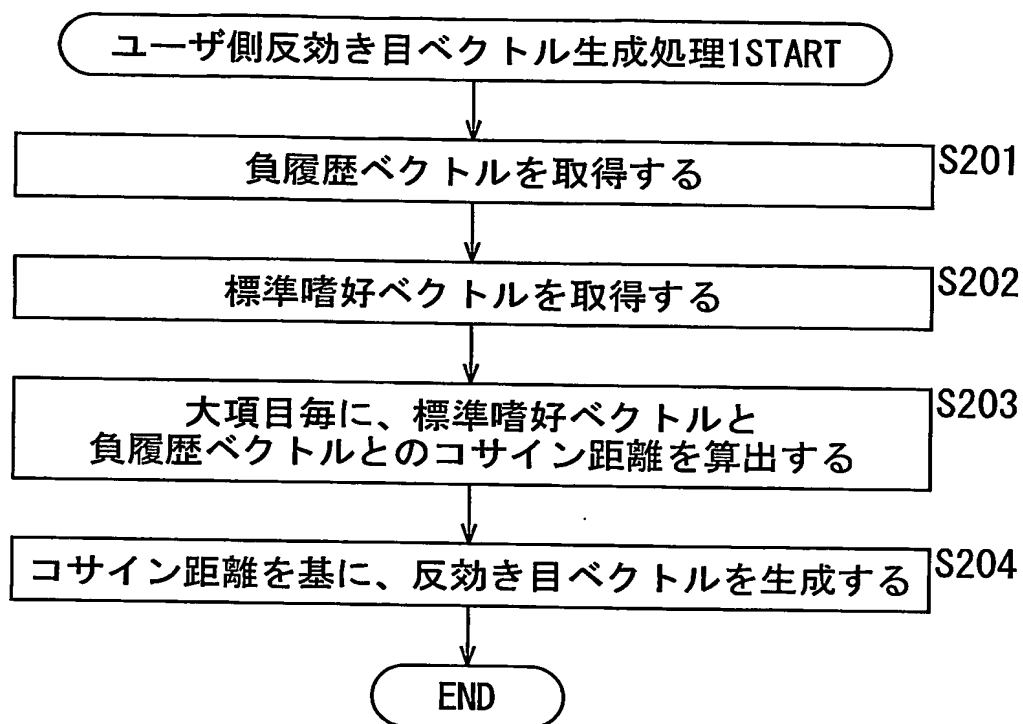 ユーザ側反効き目ベクトル生成処理1START
負履歴ベクトルを取得する
S201
標準嗜好ベクトルを取得する
S202
大項目毎に、標準嗜好ベクトルと
負履歴ベクトルとのコサイン距離を算出する
S203
コサイン距離を基に、反効き目ベクトルを生成する
S204
END